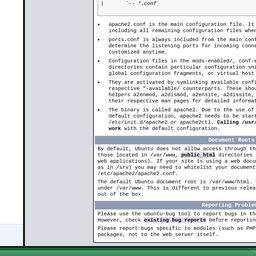 |       `-- *.conf
apache2.conf is the main configuration file. It
including all remaining configuration files when
ports.conf is always included from the main conf
determine the listening ports for incoming conne
customized anytime.
Configuration files in the mods-enabled/, conf-e
directories contain particular configuration sni
global configuration fragments, or virtual host
They are activated by symlinking available confi
respective *-available/ counterparts. These shou
helpers a2enmod, a2dismod, a2ensite, a2dissite,
their respective man pages for detailed informat
The binary is called apache2. Due to the use of
default configuration, apache2 needs to be start
/etc/init.d/apache2 or apache2ctl. Calling /usr/
work with the default configuration.
Document Roots
By default, Ubuntu does not allow access through th
those located in /var/www, public_html directories
web applications). If your site is using a web docu
as in /srv) you may need to whitelist your document
/etc/apache2/apache2.conf.
The default Ubuntu document root is /var/www/html.
under /var/www. This is different to previous relea
out of the box.
Reporting Problem
Please use the ubuntu-bug tool to report bugs in th
However, check existing bug reports before reportin
Please report bugs specific to modules (such as PHP
packages, not to the web server itself.